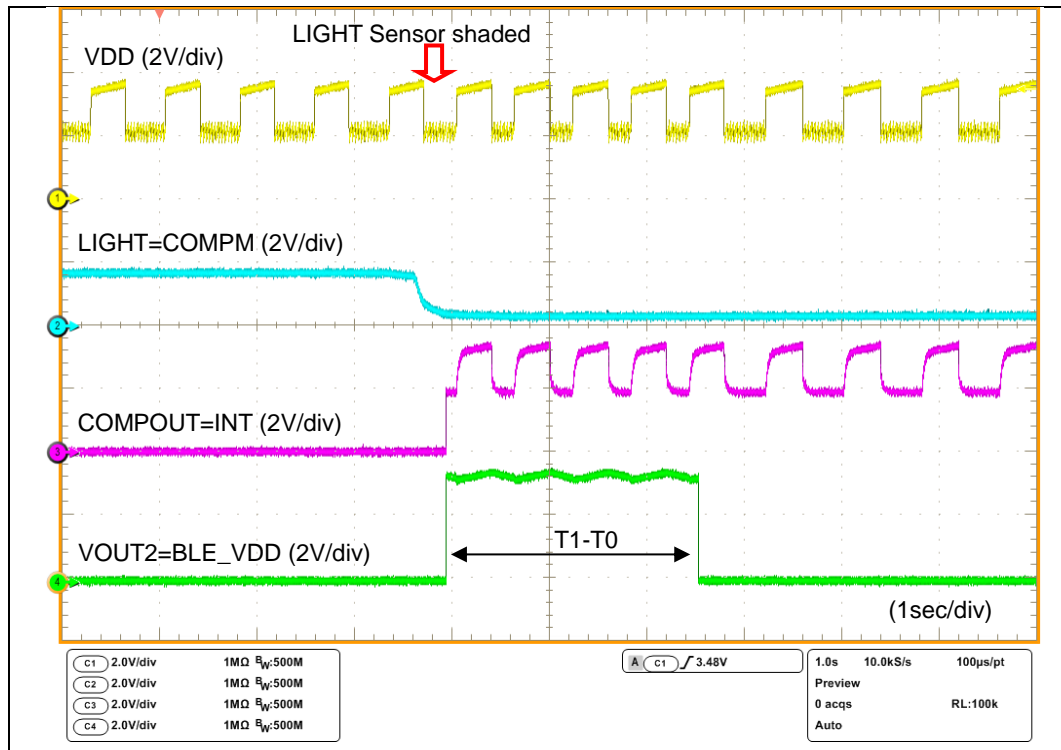 LIGHT Sensor shaded
VDD (2V/div)
1
LIGHT=COMPM (2V/div)
2
COMPOUT=INT (2V/div)
3
T1-T0
VOUT2=BLE_VDD (2V/div)
4
(1sec/div)
C1 2.0V/div 1MΩ BW:500M
C2 2.0V/div 1MΩ BW:500M
C3 2.0V/div 1MΩ BW:500M
C4 2.0V/div 1MΩ BW:500M
A C1 3.48V
1.0s 10.0kS/s 100µs/pt
Preview
0 acqs RL:100k
Auto